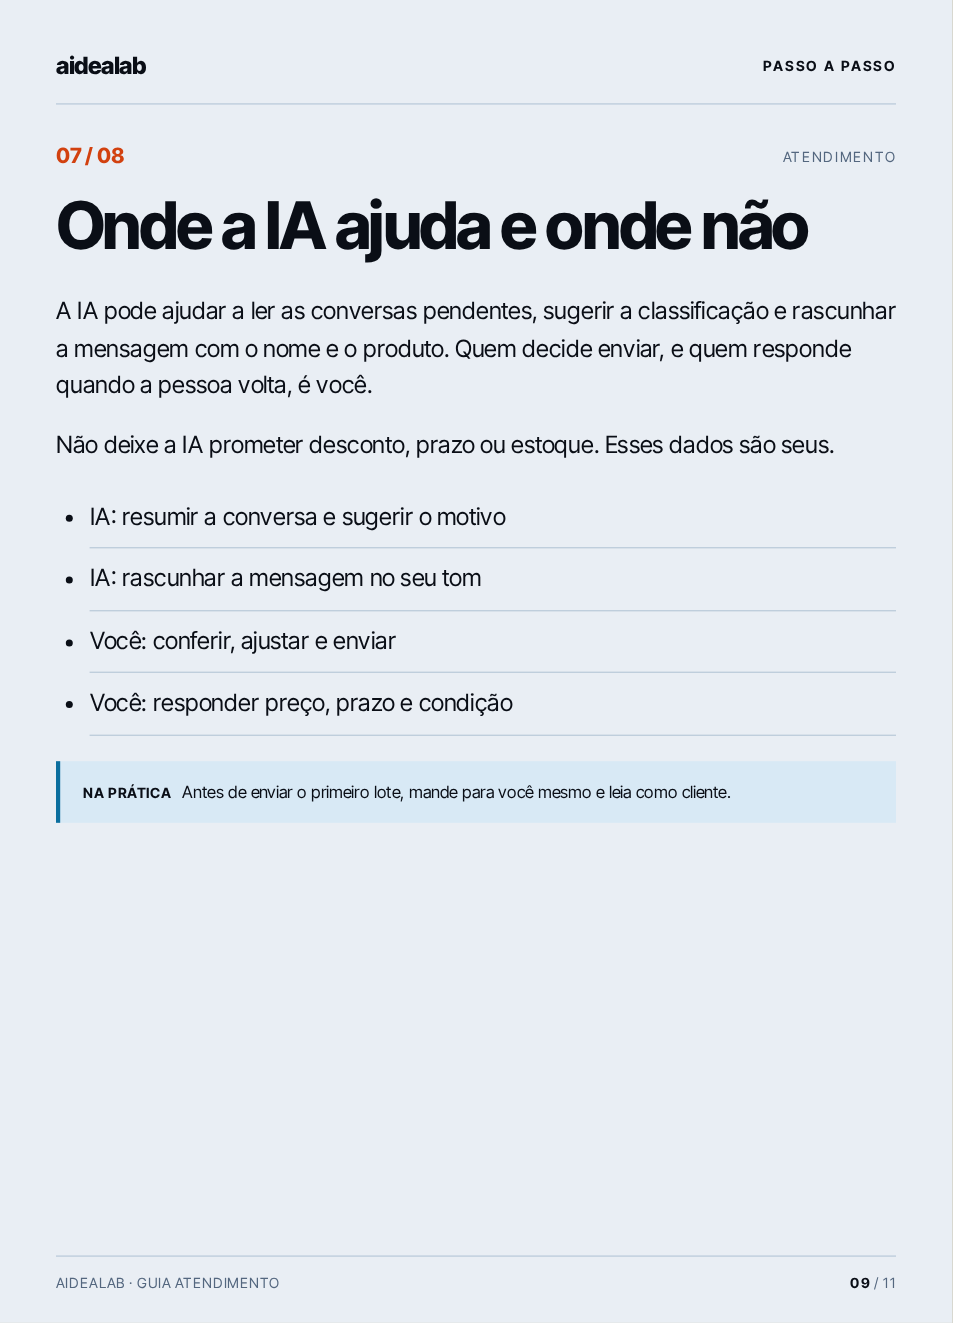 aidealab
PASSO A PASSO
07 / 08
ATENDIMENTO
Onde a IA ajuda e onde não
A IA pode ajudar a ler as conversas pendentes, sugerir a classificação e rascunhar
a mensagem com o nome e o produto. Quem decide enviar, e quem responde
quando a pessoa volta, é você.
Não deixe a IA prometer desconto, prazo ou estoque. Esses dados são seus.
• IA: resumir a conversa e sugerir o motivo
• IA: rascunhar a mensagem no seu tom
• Você: conferir, ajustar e enviar
• Você: responder preço, prazo e condição
NA PRÁTICA Antes de enviar o primeiro lote, mande para você mesmo e leia como cliente.
AIDEALAB · GUIA ATENDIMENTO
09 / 11